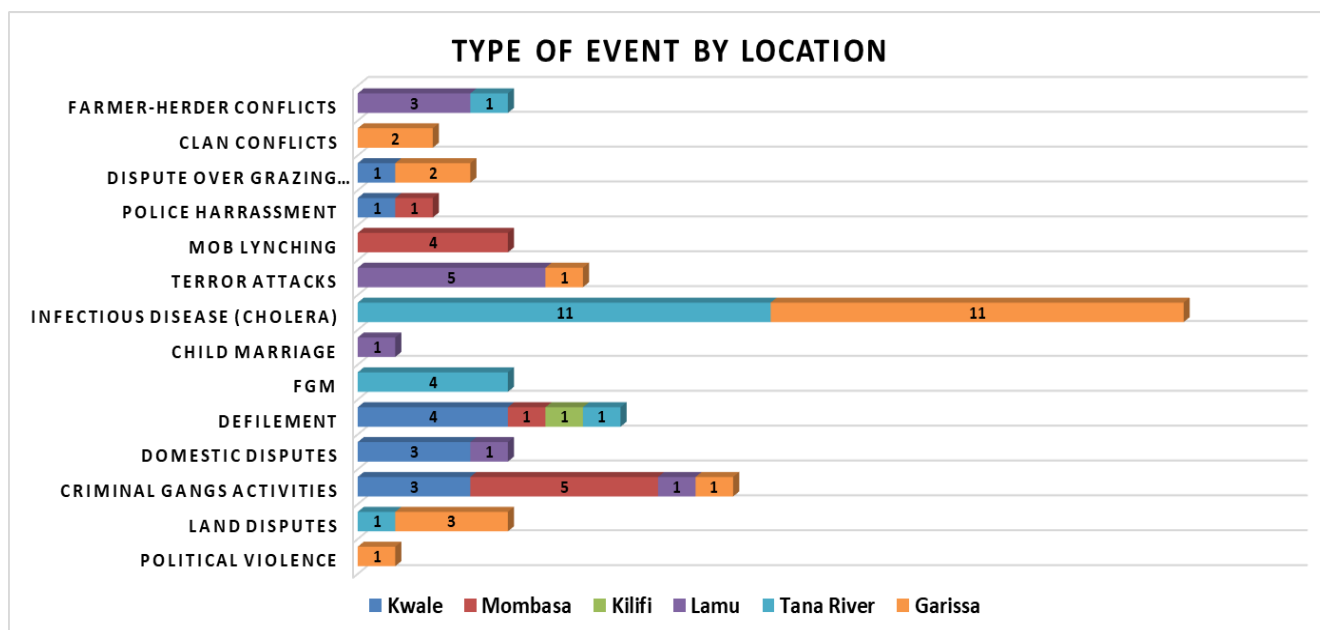 TYPE OF EVENT BY LOCATION
FARMER-HERDER CONFLICTS 3 1
CLAN CONFLICTS 2
DISPUTE OVER GRAZING... 1 2
POLICE HARRASSMENT 1 1
MOB LYNCHING 4
TERROR ATTACKS 5 1
INFECTIOUS DISEASE (CHOLERA) 11 11
CHILD MARRIAGE 1
FGM 4
DEFILEMENT 4 1 1 1
DOMESTIC DISPUTES 3 1
CRIMINAL GANGS ACTIVITIES 3 5 1 1
LAND DISPUTES 1 3
POLITICAL VIOLENCE 1
Kwale Mombasa Kilifi Lamu Tana River Garissa